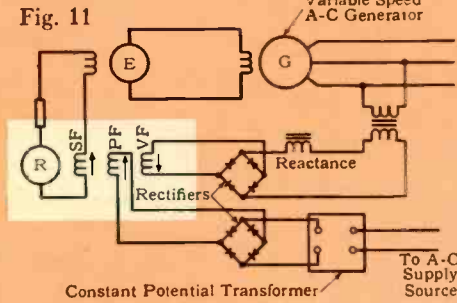 Fig. 11
Variable Speed
A-C Generator
E
G
R
SF
PF
VF
Reactance
Rectifiers
To A-C
Supply
Source
Constant Potential Transformer